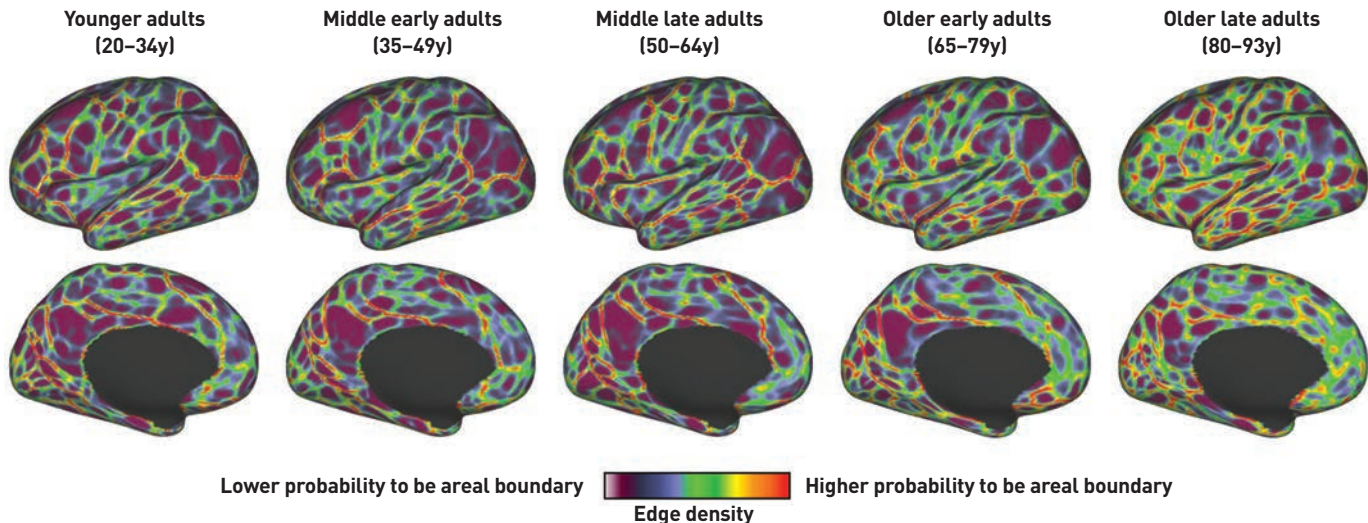 Younger adults
(20–34y)
Middle early adults
(35–49y)
Middle late adults
(50–64y)
Older early adults
(65–79y)
Older late adults
(80–93y)
Lower probability to be areal boundary
Higher probability to be areal boundary
Edge density